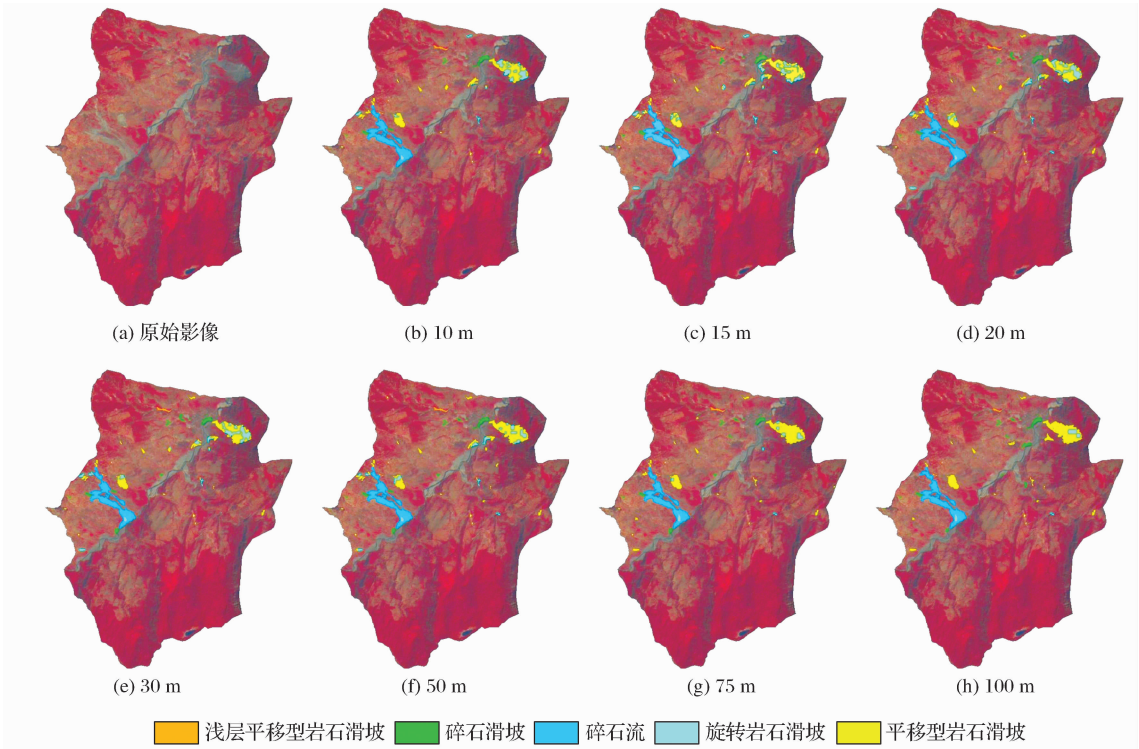 (a) 原始影像
(b) 10 m
(c) 15 m
(d) 20 m
(e) 30 m
(f) 50 m
(g) 75 m
(h) 100 m
浅层平移型岩石滑坡
碎石滑坡
碎石流
旋转岩石滑坡
平移型岩石滑坡